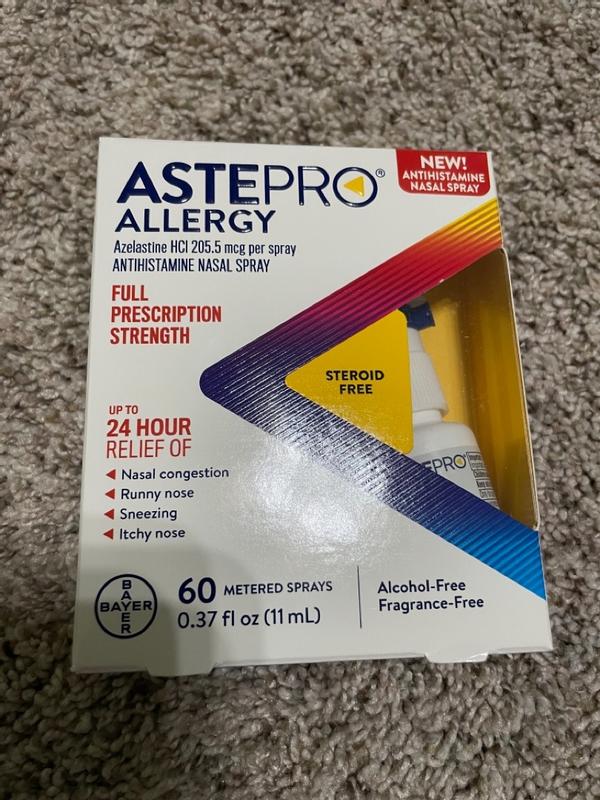 ASTEPRO®
ALLERGY
NEW!
ANTIHISTAMINE
NASAL SPRAY
Azelastine HCl 205.5 mcg per spray
ANTIHISTAMINE NASAL SPRAY
FULL
PRESCRIPTION
STRENGTH
STEROID
FREE
UP TO
24 HOUR
RELIEF OF
Nasal congestion
Runny nose
Sneezing
Itchy nose
EPRO
BAYER
BAYER
60 METERED SPRAYS
0.37 fl oz (11 mL)
Alcohol-Free
Fragrance-Free